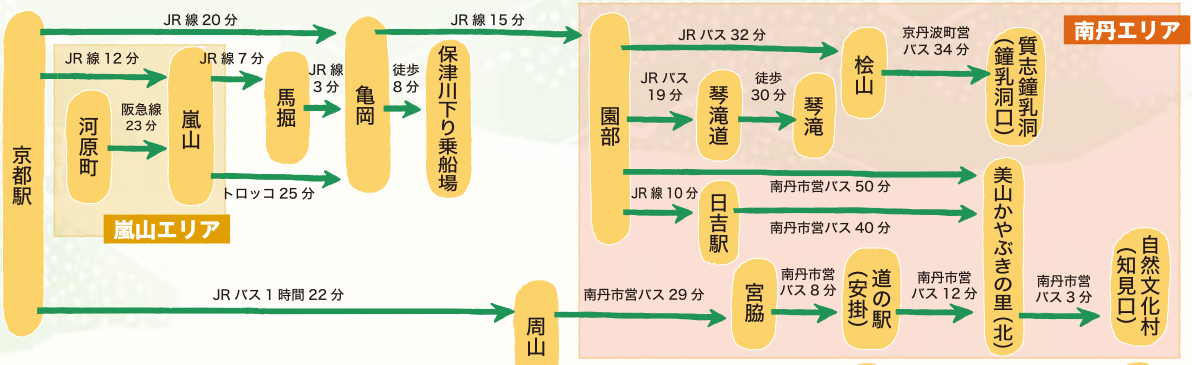 JR線20分
JR線15分
南丹エリア
JR線12分
JR線7分
JR線
3分
徒歩
8分
JRバス32分
京丹波町営
バス34分
阪急線
23分
JRバス
19分
徒歩
30分
京都駅
河原町
嵐山
馬堀
亀岡
保津川下り乗船場
園部
琴滝道
琴滝
桧山
質志鐘乳洞
(鐘乳洞口)
トロッコ25分
嵐山エリア
南丹市営バス50分
JR線10分
日吉駅
南丹市営バス40分
美山かやぶきの里(北)
JRバス1時間22分
周山
南丹市営バス29分
宮脇
南丹市営
バス8分
道の駅
(安掛)
南丹市営
バス12分
南丹市営
バス3分
自然文化村
(知見口)